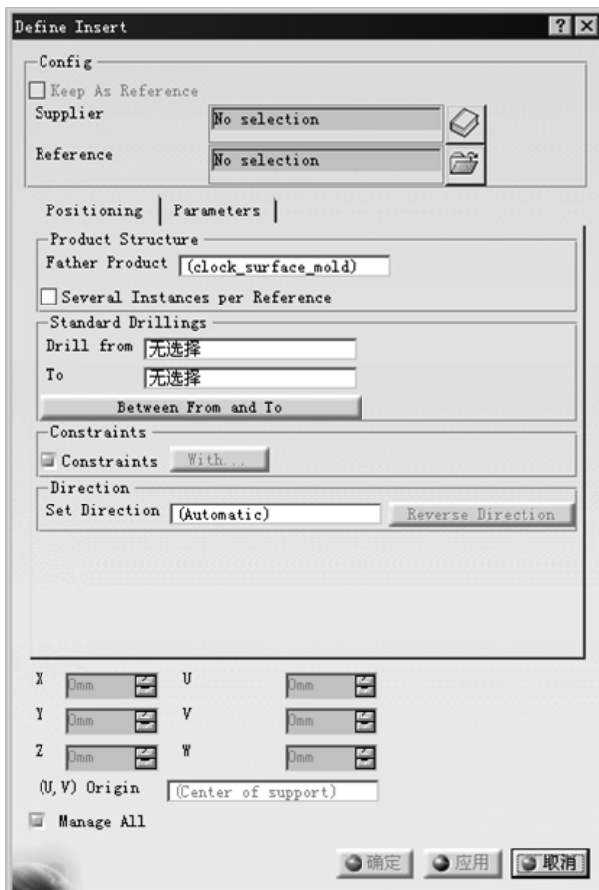 Define Insert
Config
Keep As Reference
Supplier No selection
Reference No selection
Positioning Parameters
Product Structure
Father Product (clock_surface_mold)
Several Instances per Reference
Standard Drillings
Drill from 无选择
To 无选择
Between From and To
Constraints
Constraints With...
Direction
Set Direction (Automatic) Reverse Direction
X 0mm U 0mm
Y 0mm V 0mm
Z 0mm W 0mm
(U,V) Origin (Center of support)
Manage All
确定 应用 取消